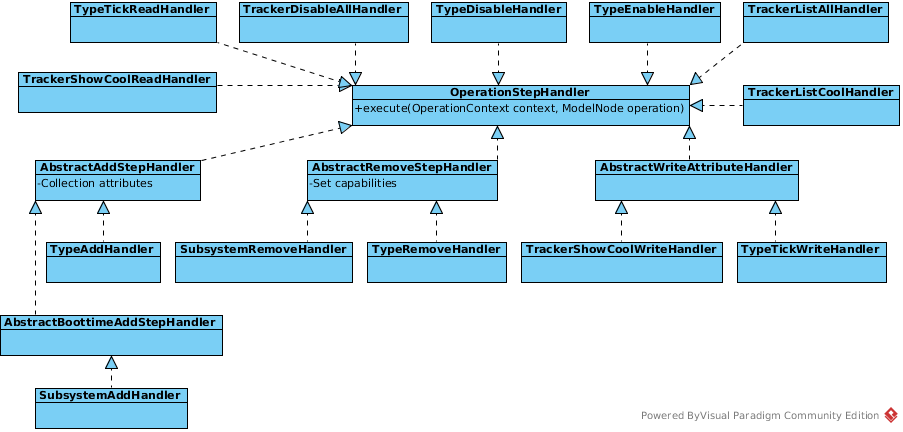 TypeTickReadHandler
TrackerDisableAllHandler
TypeDisableHandler
TypeEnableHandler
TrackerListAllHandler
TrackerShowCoolReadHandler
OperationStepHandler
+execute(OperationContext context, ModelNode operation)
TrackerListCoolHandler
AbstractAddStepHandler
-Collection attributes
AbstractRemoveStepHandler
-Set capabilities
AbstractWriteAttributeHandler
TypeAddHandler
SubsystemRemoveHandler
TypeRemoveHandler
TrackerShowCoolWriteHandler
TypeTickWriteHandler
AbstractBoottimeAddStepHandler
SubsystemAddHandler
Powered ByVisual Paradigm Community Edition